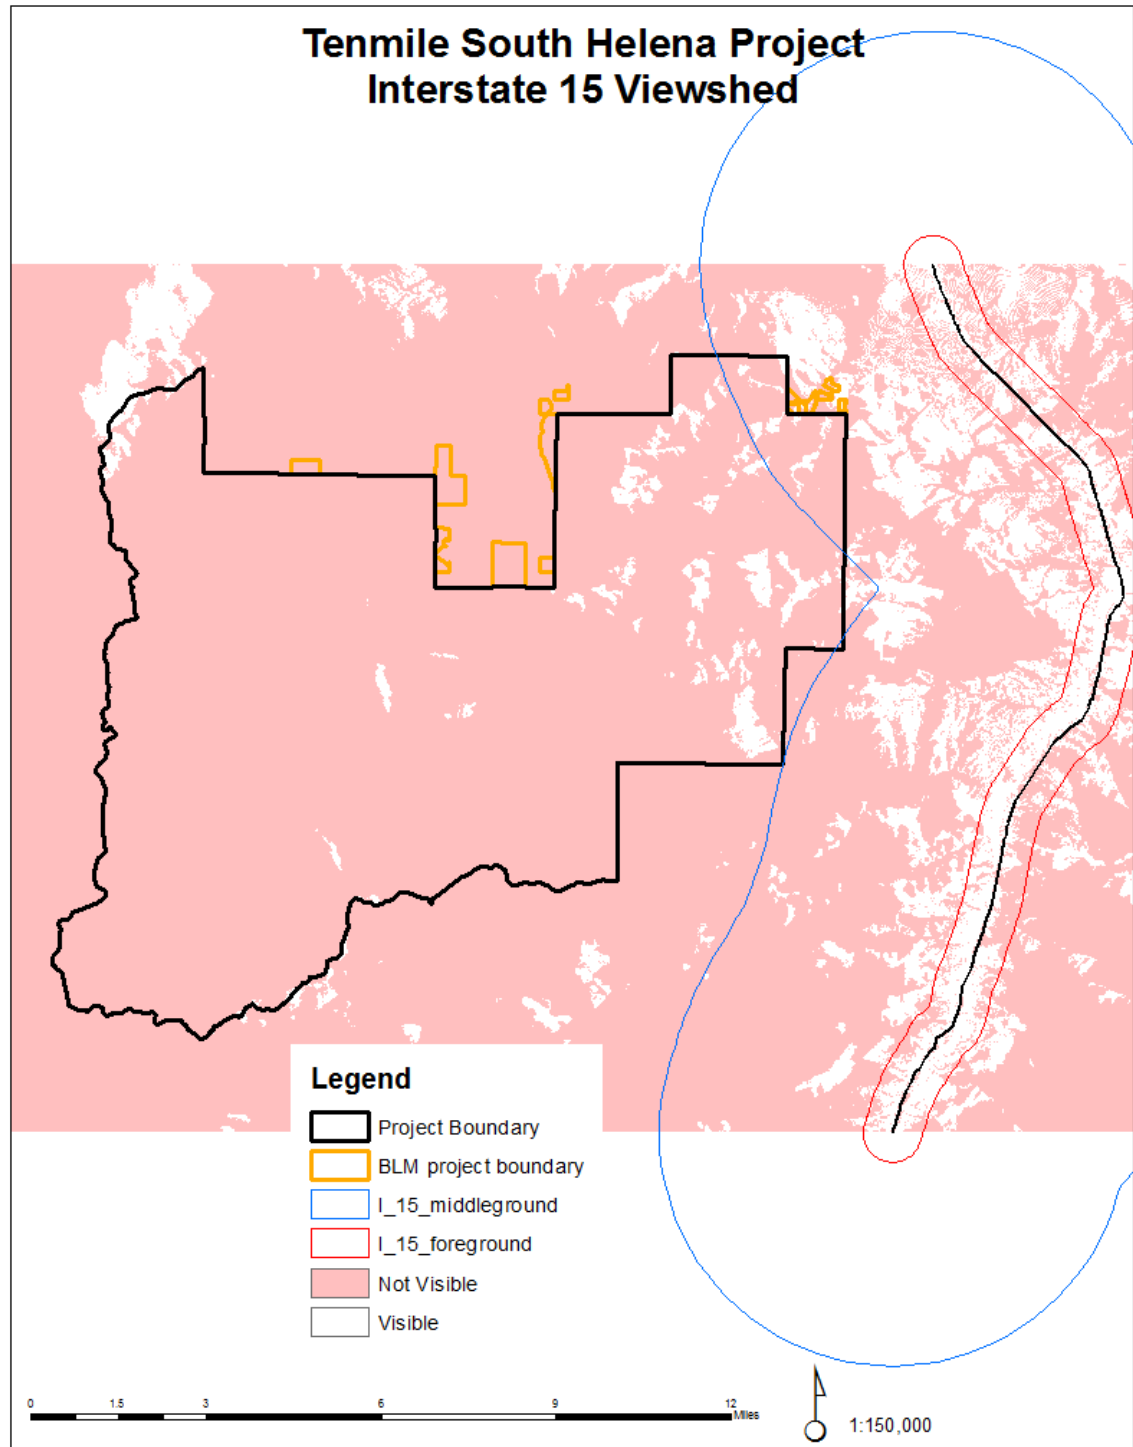 Tenmile South Helena Project
Interstate 15 Viewshed
Legend
Project Boundary
BLM project boundary
I_15_middleground
I_15_foreground
Not Visible
Visible
0 1.5 3 6 9 12
Miles
1:150,000